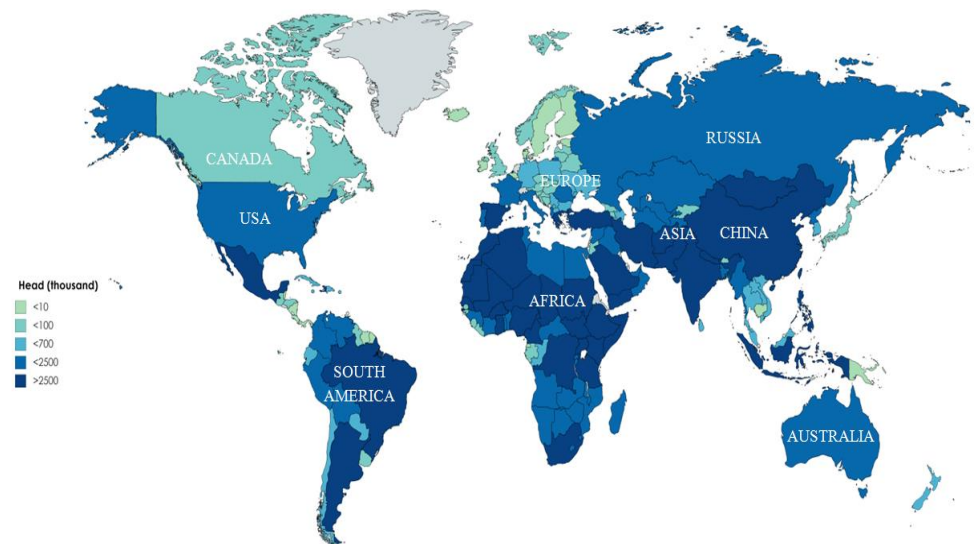 CANADA
RUSSIA
EUROPE
USA
ASIA
CHINA
AFRICA
SOUTH
AMERICA
AUSTRALIA
Head (thousand)
<10
<100
<700
<2500
>2500